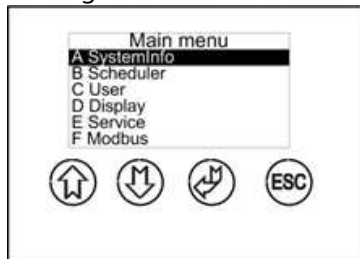 Main menu
A SystemInfo
B Scheduler
C User
D Display
E Service
F Modbus
ESC